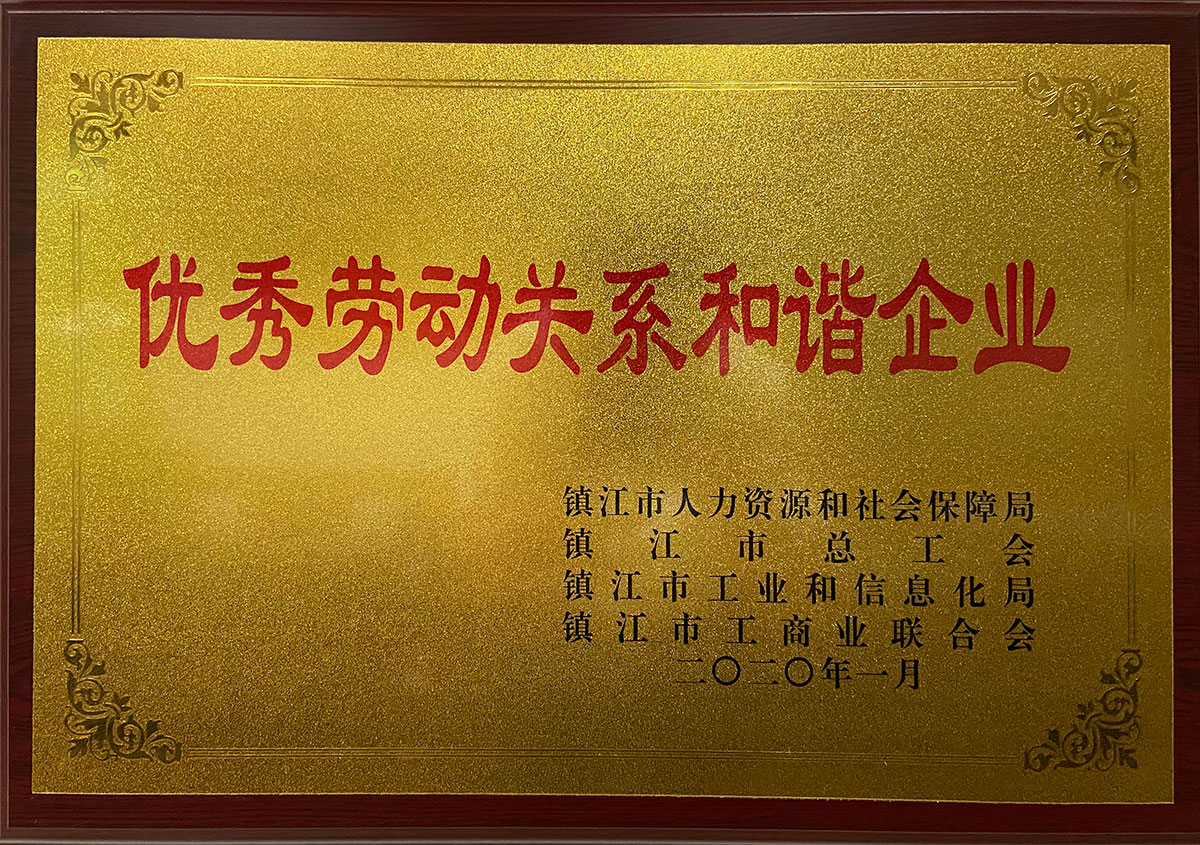 优秀劳动关系和谐企业
镇江市人力资源和社会保障局
镇江市总工会
镇江市工业和信息化局
镇江市工商业联合会
二〇二〇年一月